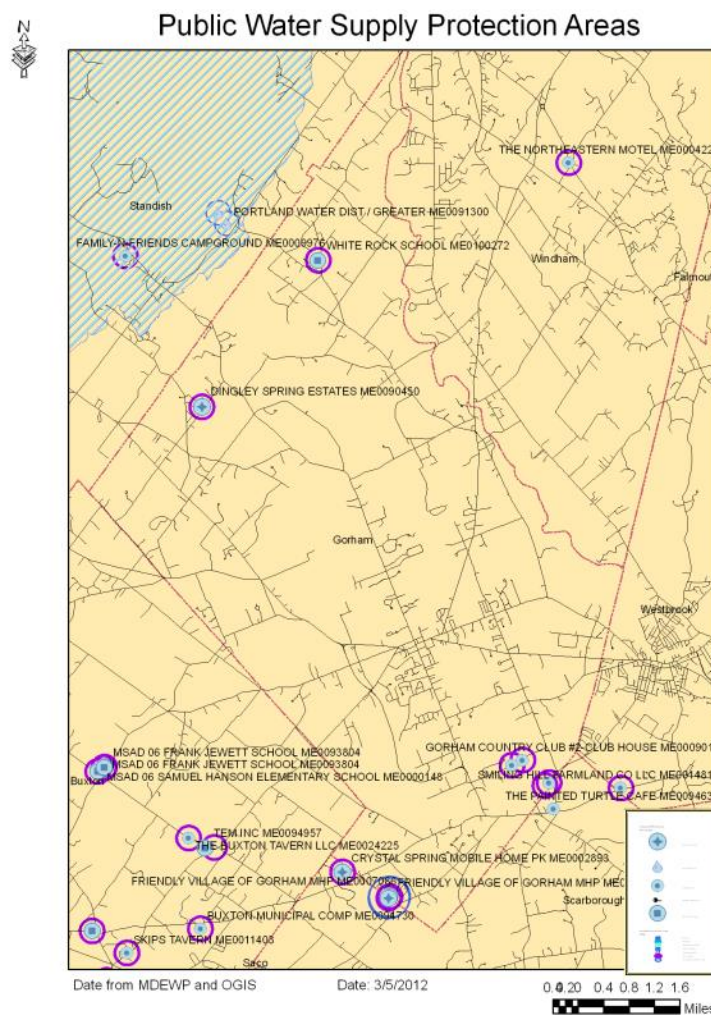 Public Water Supply Protection Areas
N
THE NORTHEASTERN MOTEL ME000422
Standish
PORTLAND WATER DIST / GREATER ME0091300
FAMILY-N-FRIENDS CAMPGROUND ME0008976
WHITE ROCK SCHOOL ME0100272
Windham
Falmout
DINGLEY SPRING ESTATES ME0090450
Gorham
Westbrook
MSAD 06 FRANK JEWETT SCHOOL ME0093804
GORHAM COUNTRY CLUB #2-CLUB HOUSE ME000901
MSAD 06 FRANK JEWETT SCHOOL ME0093804
Buxton
MSAD 06 SAMUEL HANSON ELEMENTARY SCHOOL ME0000148
SMILING HILL FARMLAND CO LLC
THE PAINTED TURTLE CAFE ME009463
TEM INC ME0094957
THE BUXTON TAVERN LLC ME0024225
CRYSTAL SPRING MOBILE HOME PK ME0002893
FRIENDLY VILLAGE OF GORHAM MHP
FRIENDLY VILLAGE OF GORHAM MHP
Scarborough
BUXTON MUNICIPAL COMP ME0094730
SKIPS TAVERN ME0011403
Saco
Date from MDEWP and OGIS
Date: 3/5/2012
0.4 0.8 1.2 1.6
Miles